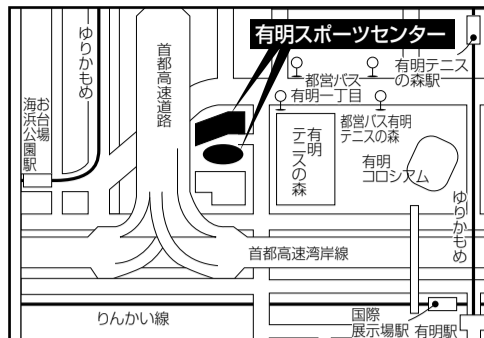 有明スポーツセンター
ゆりかもめ
首都高速道路
お台場
海浜公園駅
都営バス
有明一丁目
有明テニス
の森駅
都営バス有明
テニスの森
有明
テニスの森
有明
コロシアム
ゆりかもめ
首都高速湾岸線
りんかい線
国際
展示場駅
有明駅